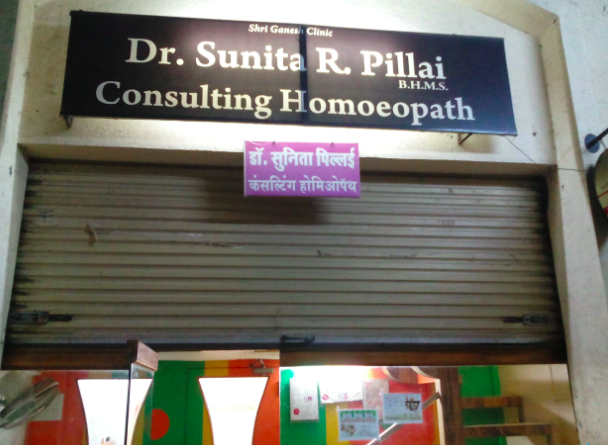 Shri Ganesh Clinic
Dr. Sunita R. Pillai
B.H.M.S.
Consulting Homoeopath
डॉ. सुनिता पिल्लई
कंसल्टिंग होमिओपॅथ